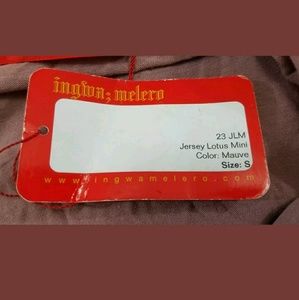 ingwa; melero
23 JLM
Jersey Lotus Mini
Color: Mauve
Size: S
www.ingwamelero.com